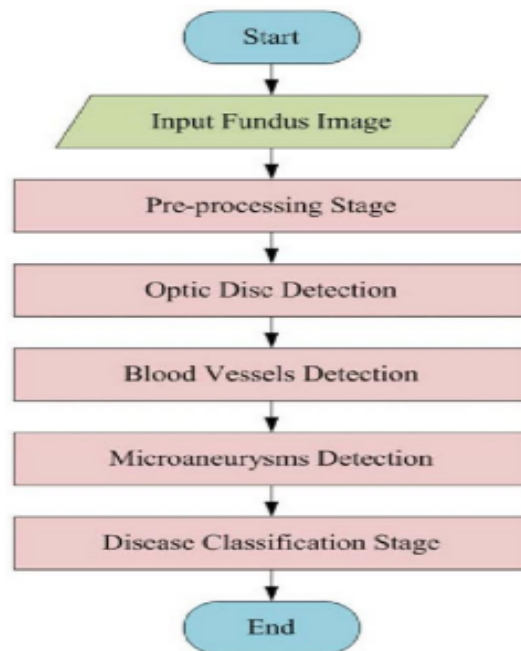 Start
Input Fundus Image
Pre-processing Stage
Optic Disc Detection
Blood Vessels Detection
Microaneurysms Detection
Disease Classification Stage
End